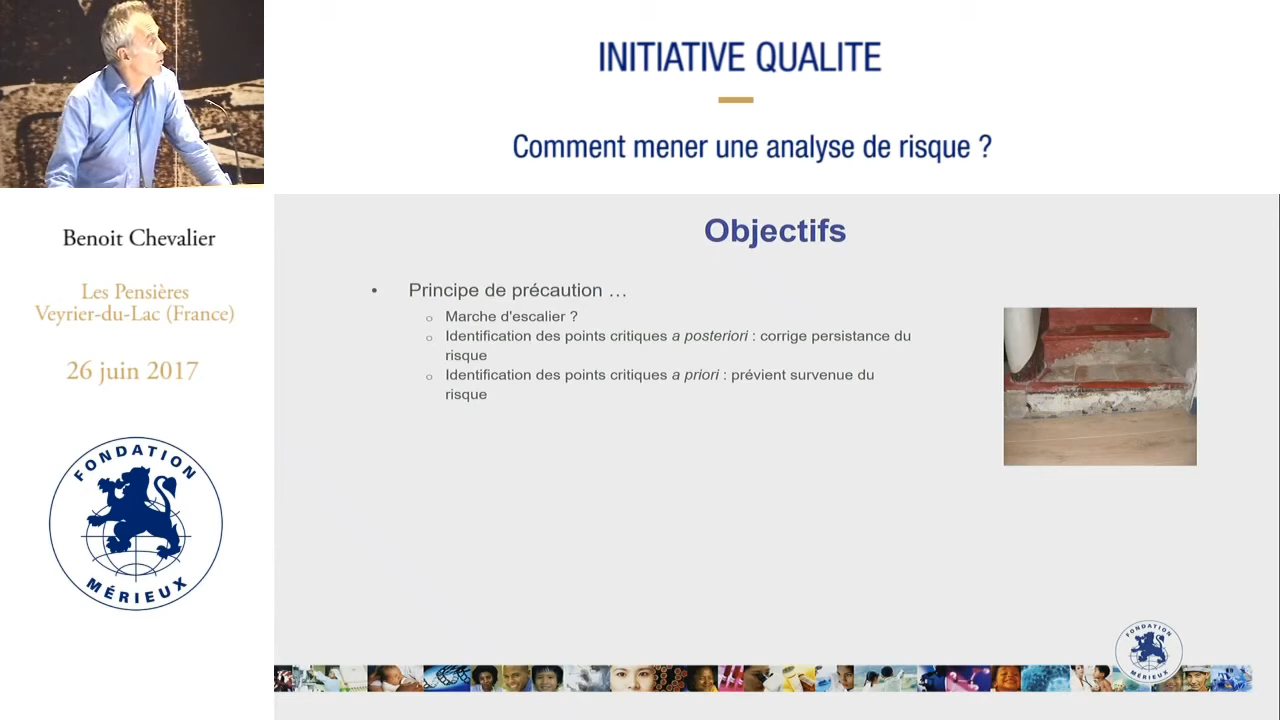 INITIATIVE QUALITE
Comment mener une analyse de risque ?
Benoit Chevalier
Les Pensières
Veyrier-du-Lac (France)
26 juin 2017
FONDATION
MÉRIEUX
Objectifs
• Principe de précaution …
○ Marche d'escalier ?
○ Identification des points critiques a posteriori : corrige persistance du
risque
○ Identification des points critiques a priori : prévient survenue du
risque
FONDATION
MÉRIEUX